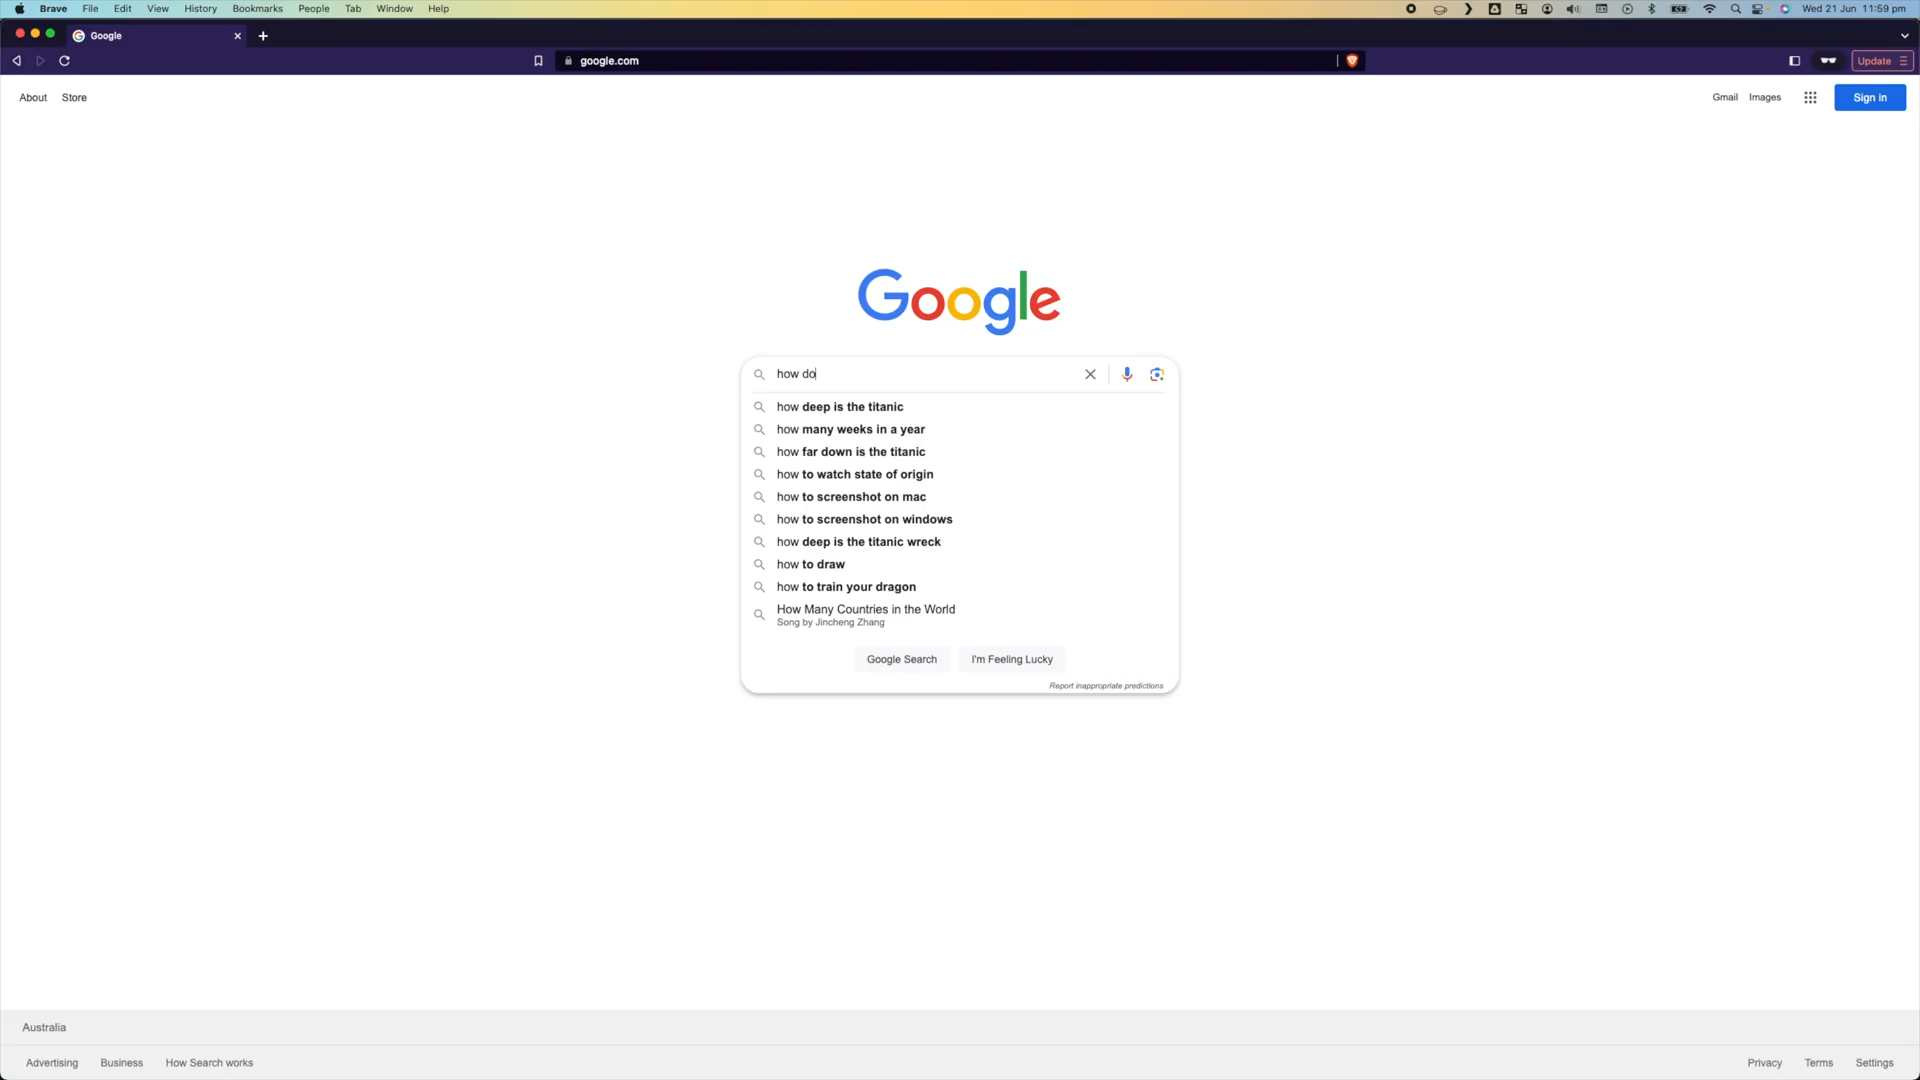 Brave File Edit View History Bookmarks People Tab Window Help Wed 21 Jun 11:59 pm
Google
google.com Update
About Store Gmail Images Sign in
Google
how do
how deep is the titanic
how many weeks in a year
how far down is the titanic
how to watch state of origin
how to screenshot on mac
how to screenshot on windows
how deep is the titanic wreck
how to draw
how to train your dragon
How Many Countries in the World
Song by Jincheng Zhang
Google Search I'm Feeling Lucky
Report inappropriate predictions
Australia
Advertising Business How Search works Privacy Terms Settings